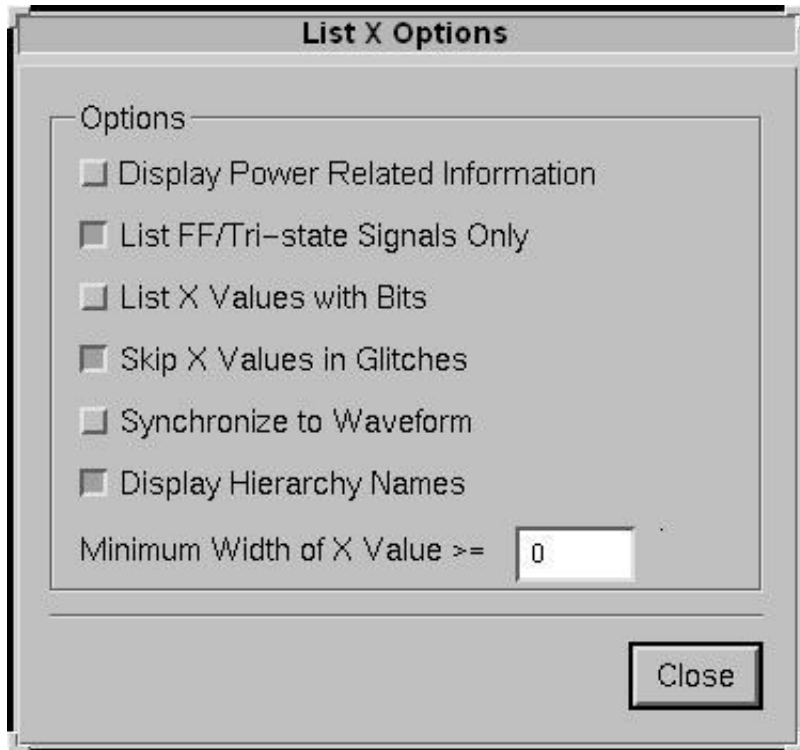 List X Options
Options
Display Power Related Information
List FF/Tri-state Signals Only
List X Values with Bits
Skip X Values in Glitches
Synchronize to Waveform
Display Hierarchy Names
Minimum Width of X Value >= 0
Close